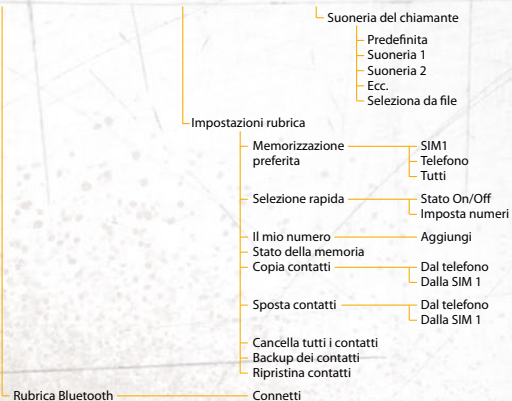 Suoneria del chiamante
Predefinita
Suoneria 1
Suoneria 2
Ecc.
Seleziona da file
Impostazioni rubrica
Memorizzazione preferita
SIM1
Telefono
Tutti
Selezione rapida
Stato On/Off
Imposta numeri
Il mio numero
Aggiungi
Stato della memoria
Copia contatti
Dal telefono
Dalla SIM 1
Sposta contatti
Dal telefono
Dalla SIM 1
Cancella tutti i contatti
Backup dei contatti
Ripristina contatti
Rubrica Bluetooth
Connetti